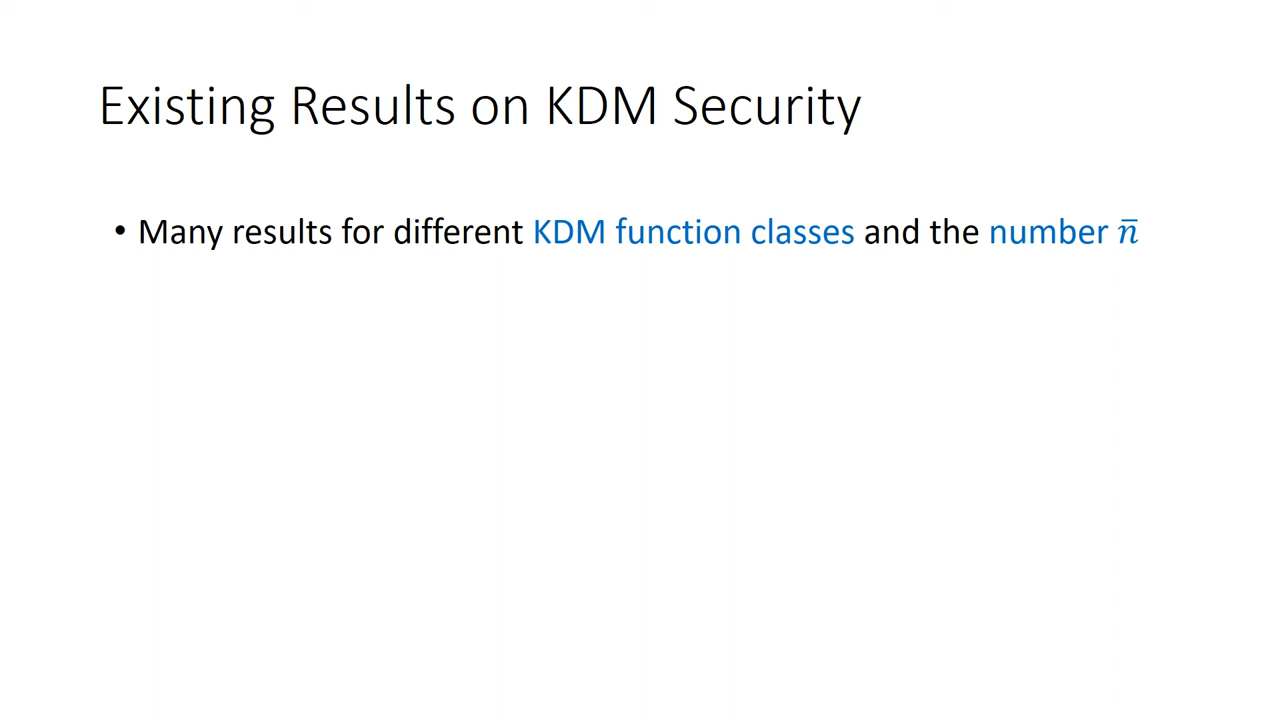 Existing Results on KDM Security
• Many results for different KDM function classes and the number n̅